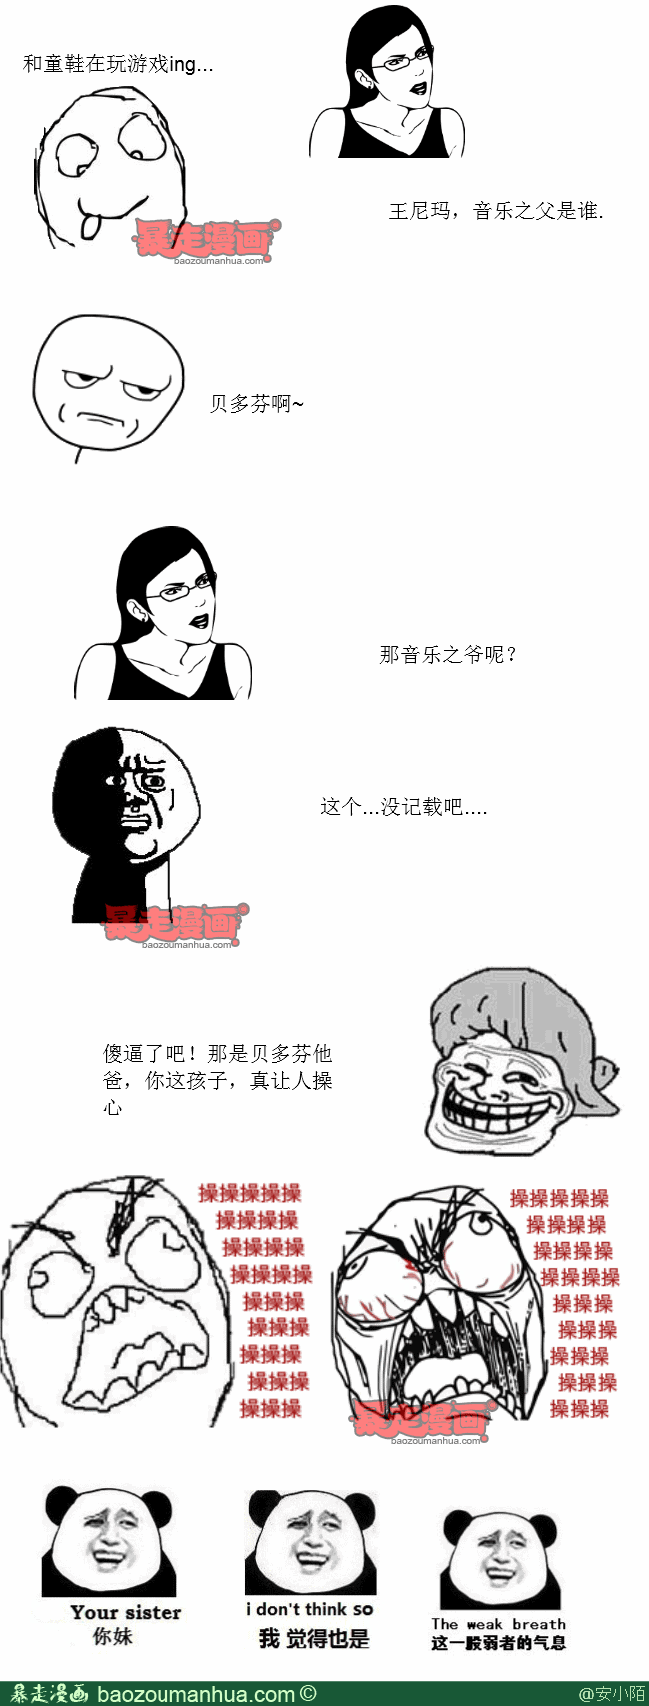 和童鞋在玩游戏ing...
王尼玛，音乐之父是谁.
暴走漫画
baozoumanhua.com
贝多芬啊~
那音乐之爷呢？
这个...没记载吧....
暴走漫画
baozoumanhua.com
傻逼了吧！那是贝多芬他
爸，你这孩子，真让人操
心
操操操操操
操操操操
操操操操
操操操操
操操操
操操操
操操操
操操操
操操操
操操操操操
操操操操
操操操操
操操操操
操操操
操操操
操操操
操操操
操操操
暴走漫画
baozoumanhua.com
Your sister
你妹
i don't think so
我 觉得也是
The weak breath
这一股弱者的气息
暴走漫画 baozoumanhua.com ©
@安小陌